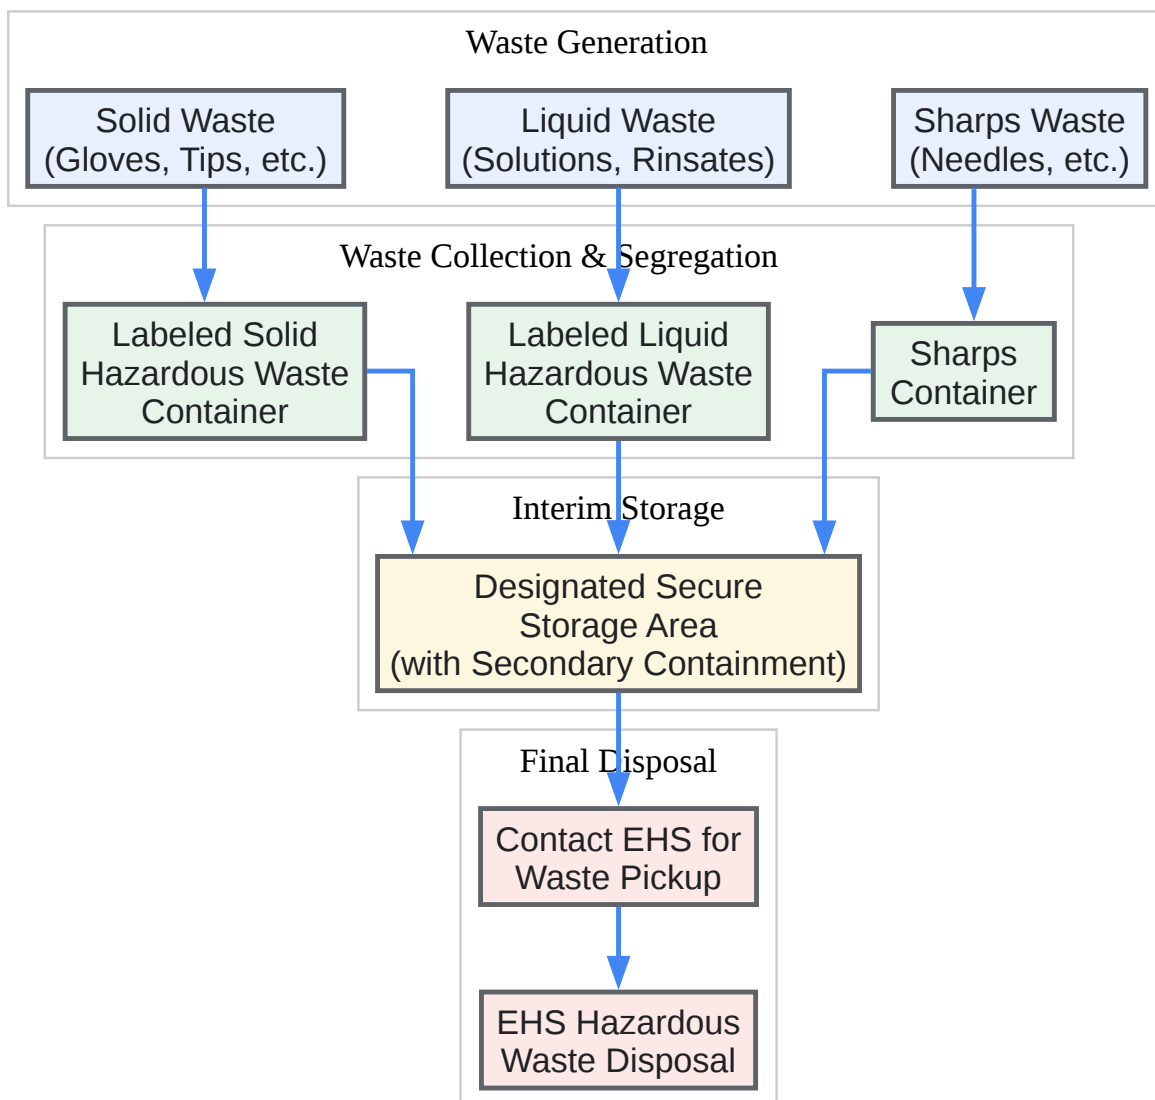 Waste Generation
Solid Waste
(Gloves, Tips, etc.)
Liquid Waste
(Solutions, Rinsates)
Sharps Waste
(Needles, etc.)
Waste Collection & Segregation
Labeled Solid
Hazardous Waste
Container
Labeled Liquid
Hazardous Waste
Container
Sharps
Container
Interim Storage
Designated Secure
Storage Area
(with Secondary Containment)
Final Disposal
Contact EHS for
Waste Pickup
EHS Hazardous
Waste Disposal